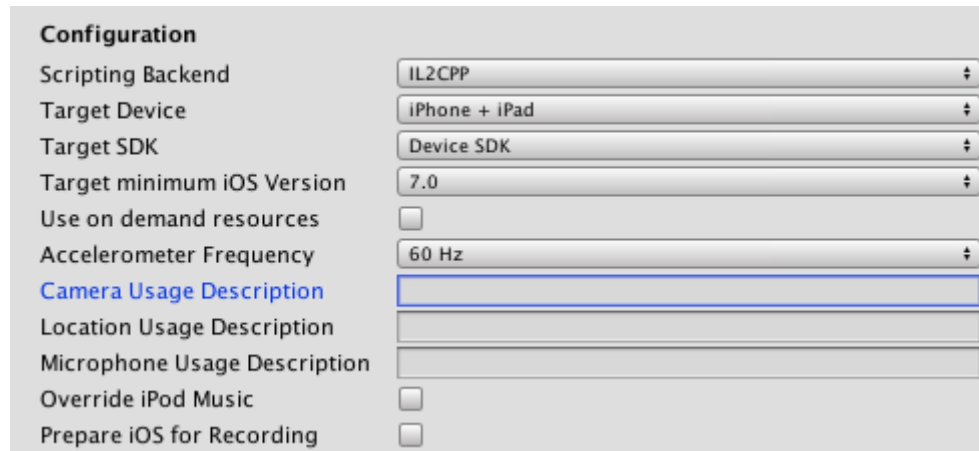 Configuration
Scripting Backend IL2CPP
Target Device iPhone + iPad
Target SDK Device SDK
Target minimum iOS Version 7.0
Use on demand resources
Accelerometer Frequency 60 Hz
Camera Usage Description
Location Usage Description
Microphone Usage Description
Override iPod Music
Prepare iOS for Recording